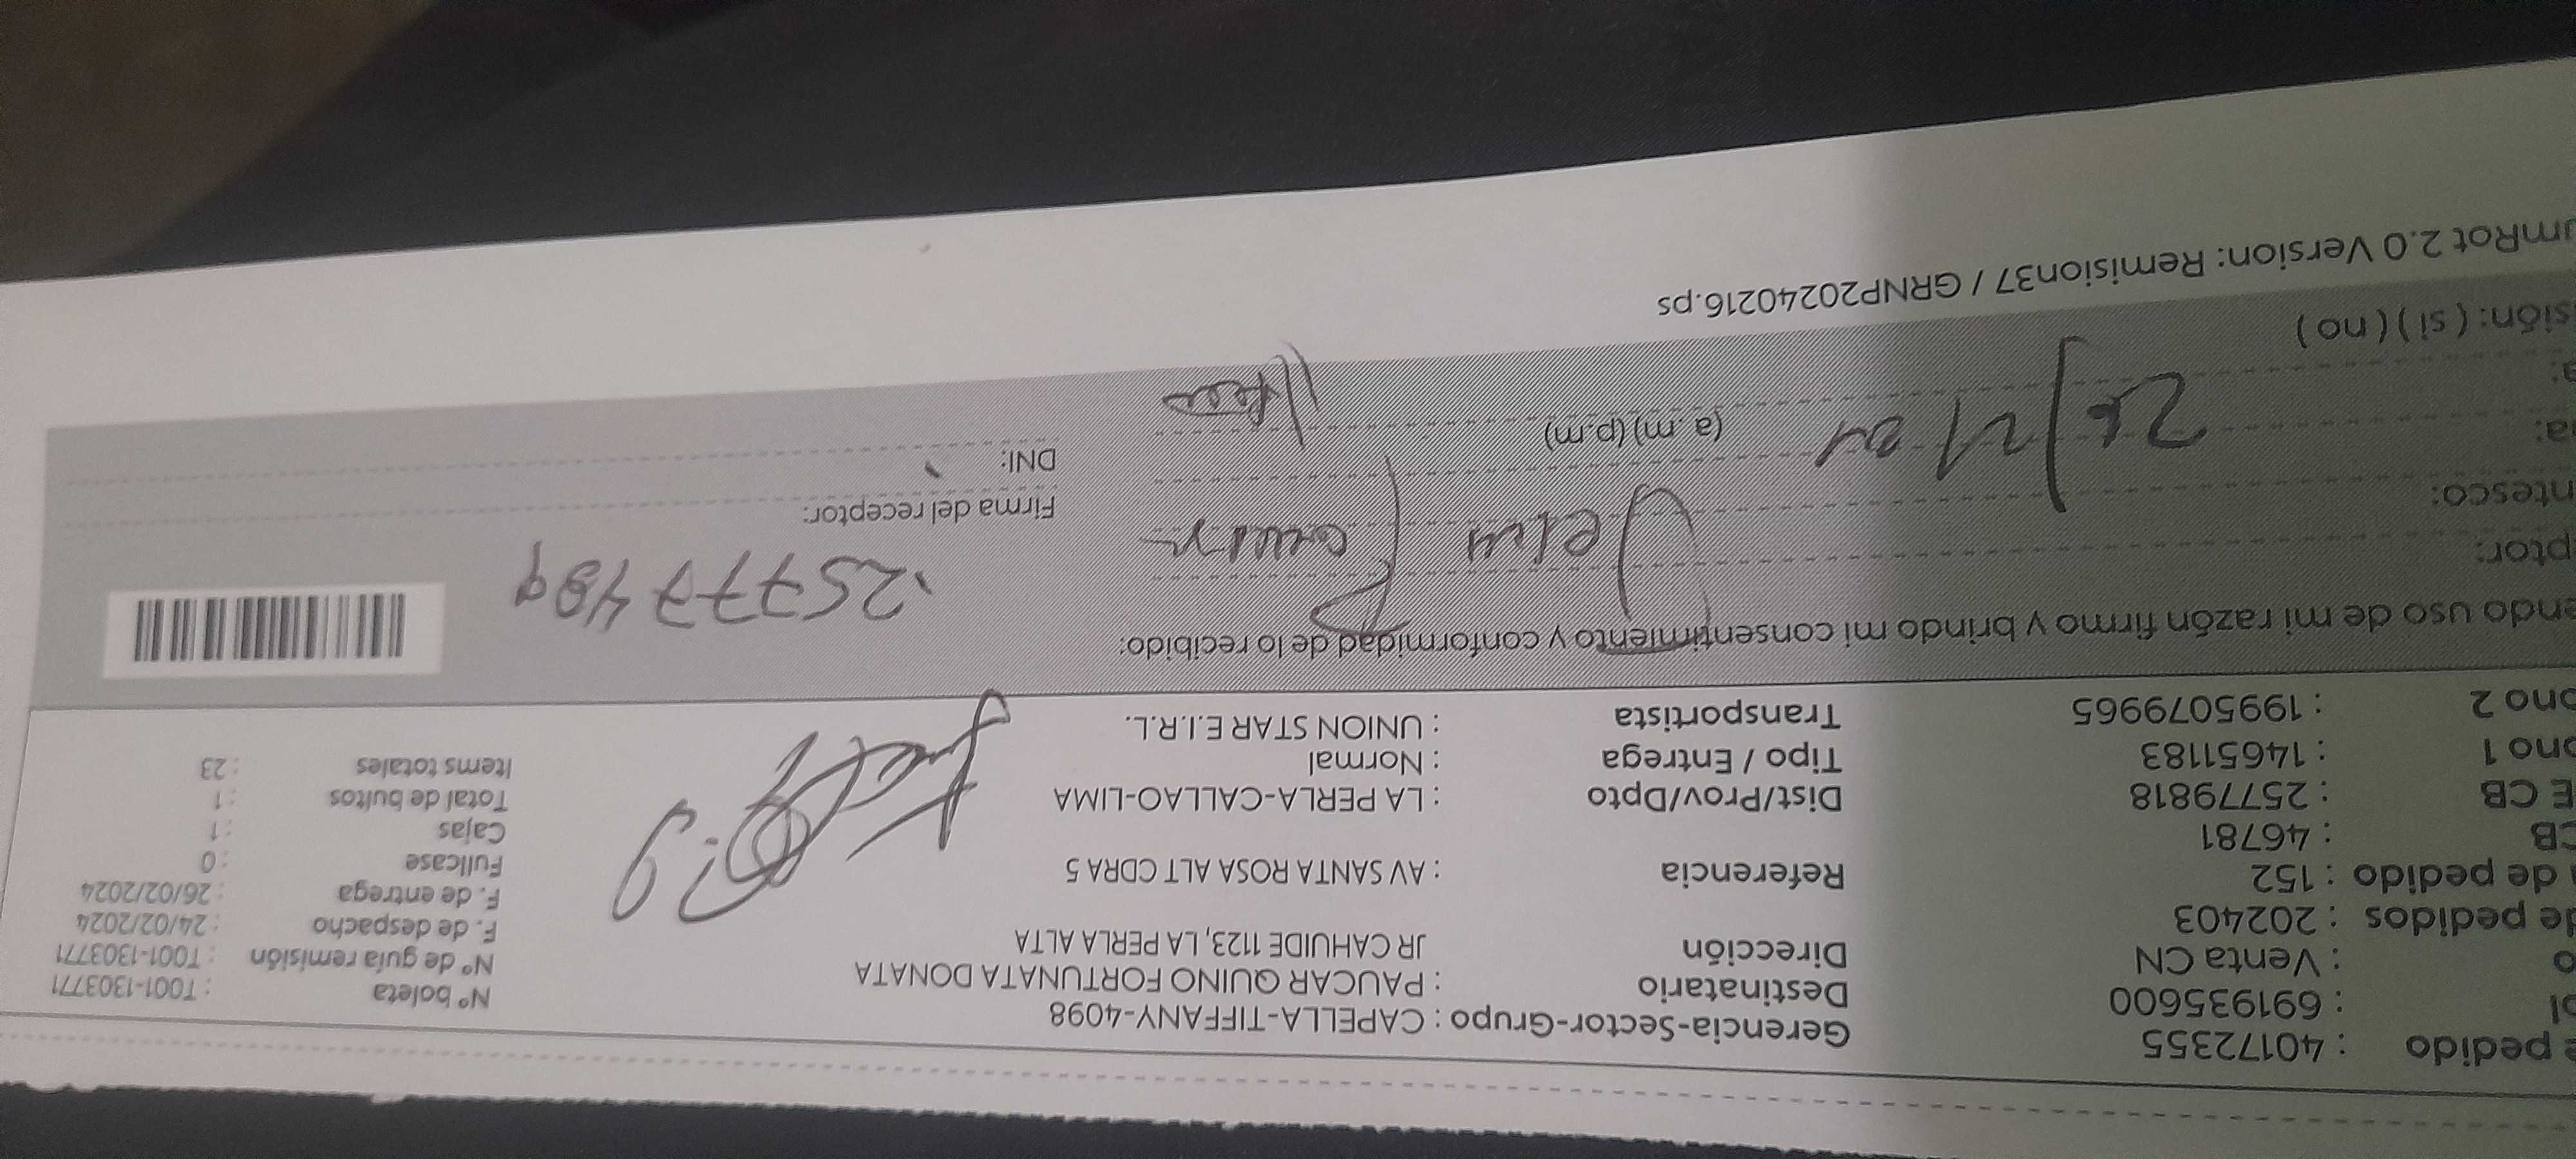 e pedido : 40172355 Gerencia-Sector-Grupo : CAPELLA-TIFFANY-4098 Nº boleta : T001-1303771
ol : 691935600 Destinatario : PAUCAR QUINO FORTUNATA DONATA Nº de guía remisión : T001-1303771
o : Venta CN Dirección JR CAHUIDE 1123, LA PERLA ALTA F. de despacho : 24/02/2024
de pedidos : 202403 F. de entrega : 26/02/2024
de pedido : 152 Referencia : AV SANTA ROSA ALT CDRA 5 Fullcase : 0
CB : 46781 Cajas : 1
E CB : 25779818 Dist/Prov/Dpto : LA PERLA-CALLAO-LIMA Total de bultos : 1
ono 1 : 14651183 Tipo / Entrega : Normal Items totales : 23
ono 2 : 1995079965 Transportista : UNION STAR E.I.R.L.
endo uso de mi razón firmo y brindo mi consentimiento y conformidad de lo recibido:
ptor: Jesus Paucar 25777489
ntesco: Firma del receptor:
a: (a. m) (p.m) DNI:
a:
sión: ( si ) ( no )
umRot 2.0 Version: Remision37 / GRNP20240216.ps